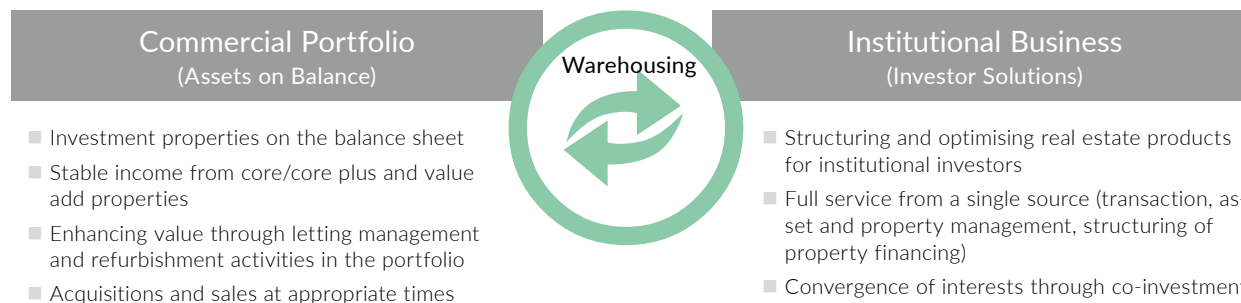 Commercial Portfolio
(Assets on Balance)
Investment properties on the balance sheet
Stable income from core/core plus and value
add properties
Enhancing value through letting management
and refurbishment activities in the portfolio
Acquisitions and sales at appropriate times
Warehousing
Institutional Business
(Investor Solutions)
Structuring and optimising real estate products
for institutional investors
Full service from a single source (transaction, as-
set and property management, structuring of
property financing)
Convergence of interests through co-investment